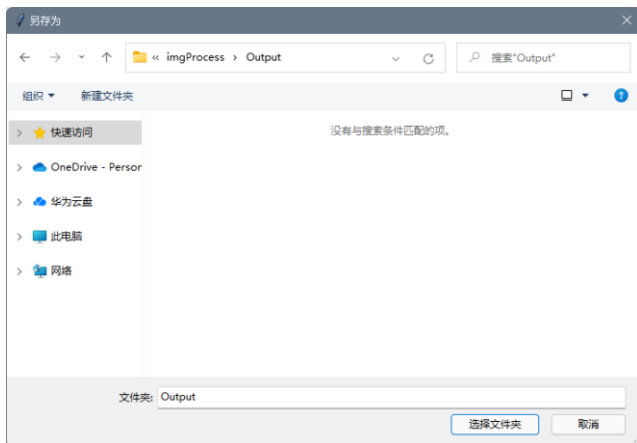 另存为
« imgProcess > Output
搜索"Output"
组织 新建文件夹
快速访问
没有与搜索条件匹配的项。
OneDrive - Person
华为云盘
此电脑
网络
文件夹: Output
选择文件夹 取消